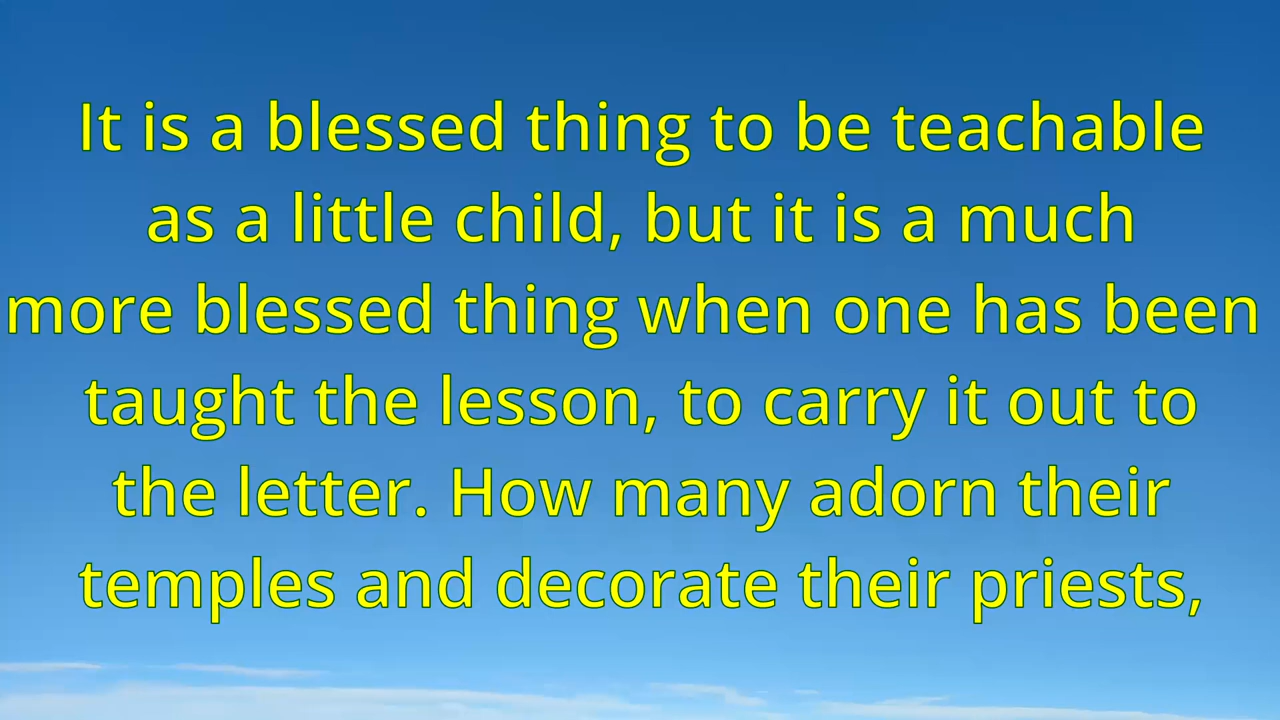 It is a blessed thing to be teachable
as a little child, but it is a much
more blessed thing when one has been
taught the lesson, to carry it out to
the letter. How many adorn their
temples and decorate their priests,